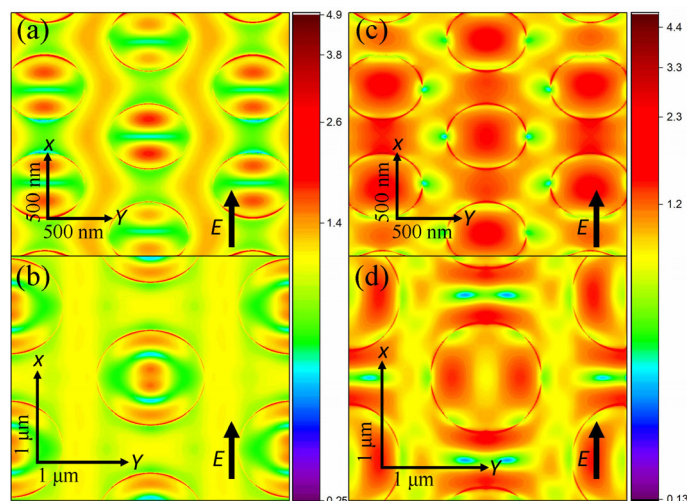 (a)
x
500 nm
500 nm
Y
E
4.9
3.8
2.6
1.4
0.25
(c)
x
500 nm
500 nm
Y
E
4.4
3.3
2.3
1.2
0.13
(b)
x
1 μm
1 μm
Y
E
(d)
x
1 μm
1 μm
Y
E